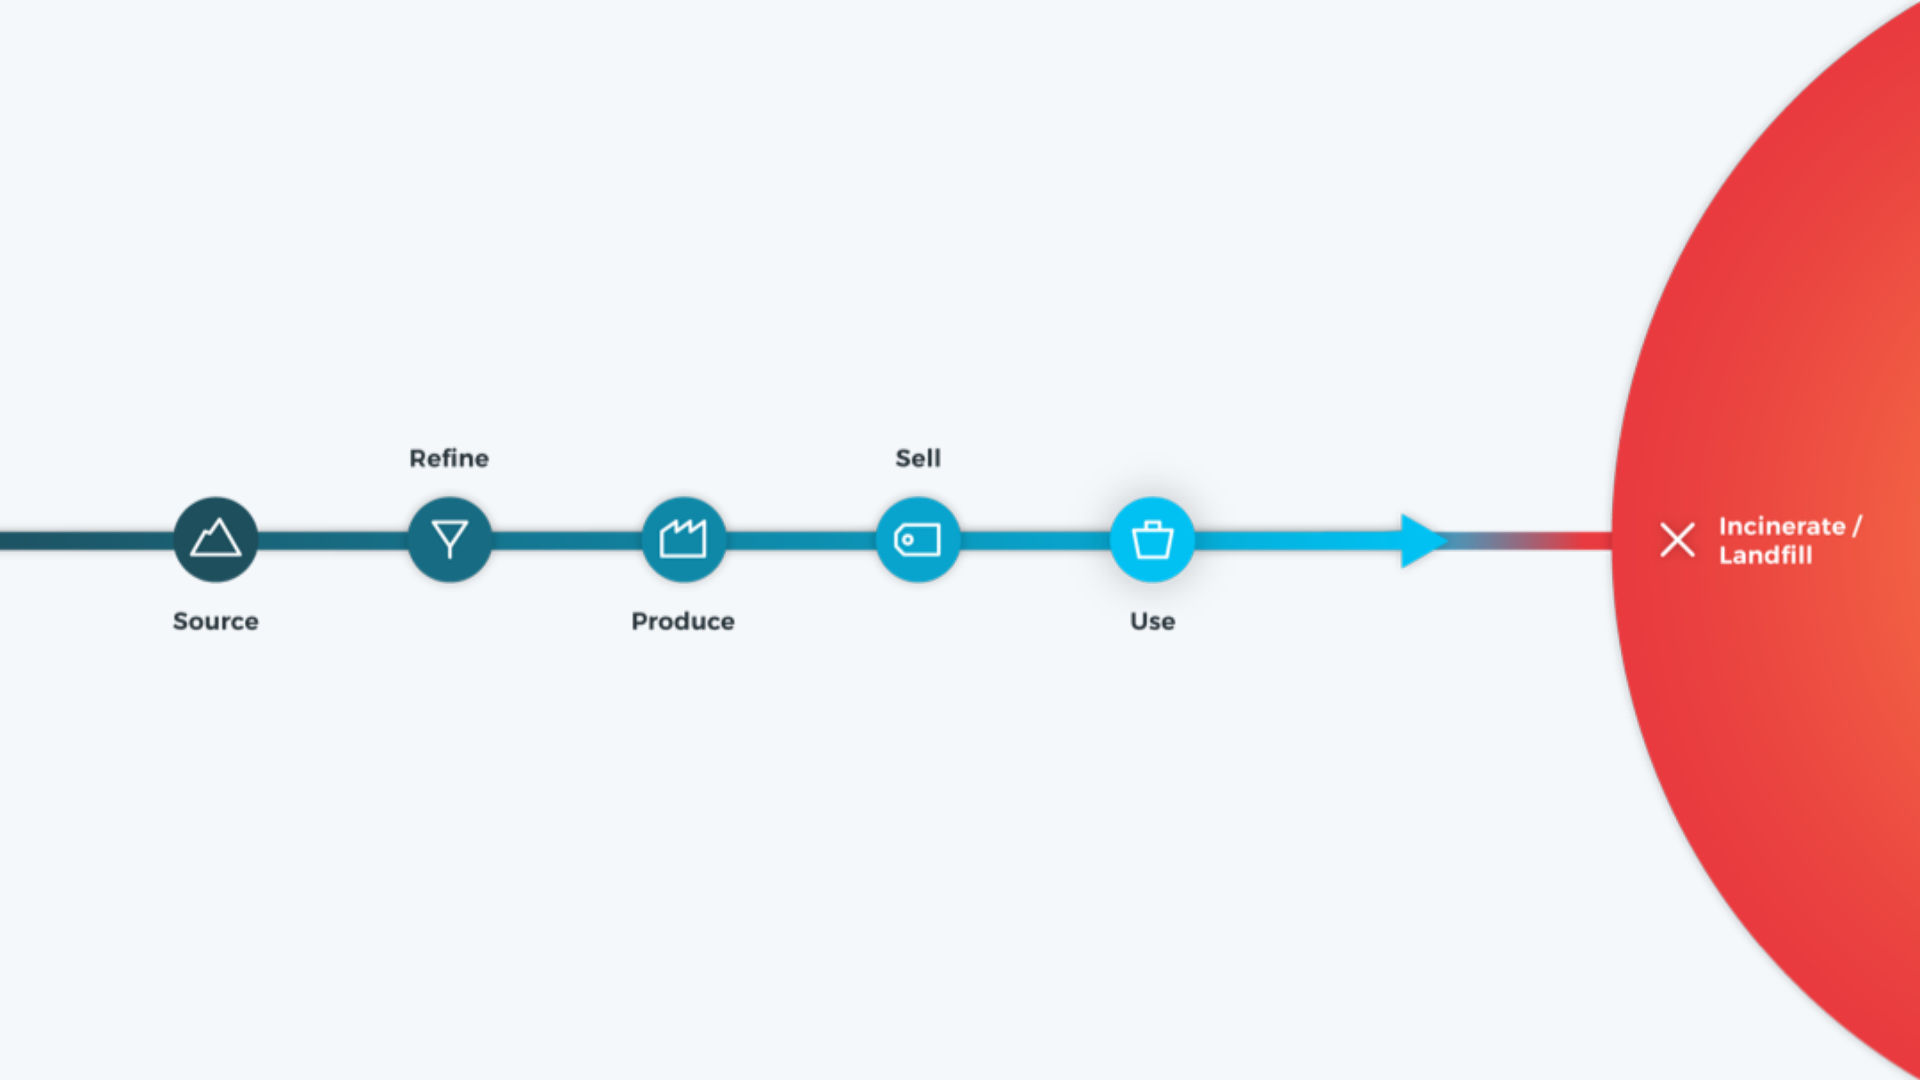 Refine
Sell
Incinerate /
Landfill
Source
Produce
Use